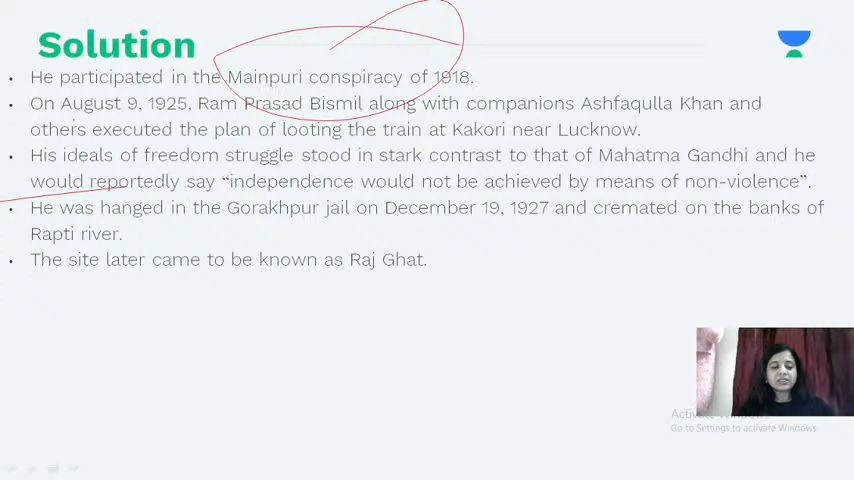 Solution
• He participated in the Mainpuri conspiracy of 1918.
• On August 9, 1925, Ram Prasad Bismil along with companions Ashfaqulla Khan and
others executed the plan of looting the train at Kakori near Lucknow.
• His ideals of freedom struggle stood in stark contrast to that of Mahatma Gandhi and he
would reportedly say “independence would not be achieved by means of non-violence”.
• He was hanged in the Gorakhpur jail on December 19, 1927 and cremated on the banks of
Rapti river.
• The site later came to be known as Raj Ghat.
Go to Settings to activate Windows.